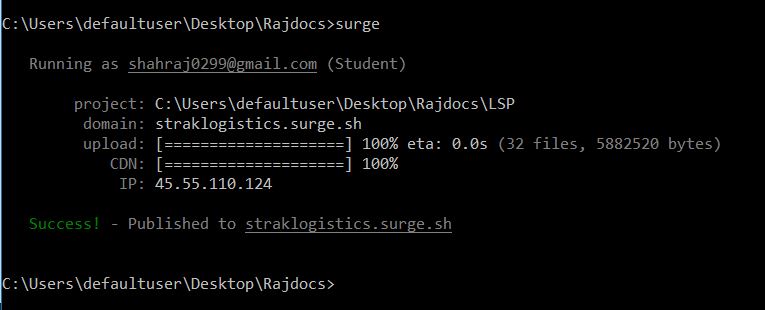 C:\Users\defaultuser\Desktop\Rajdocs>surge
Running as shahraj0299@gmail.com (Student)
project: C:\Users\defaultuser\Desktop\Rajdocs\LSP
domain: straklogistics.surge.sh
upload: [====================] 100% eta: 0.0s (32 files, 5882520 bytes)
CDN: [====================] 100%
IP: 45.55.110.124
Success! - Published to straklogistics.surge.sh
C:\Users\defaultuser\Desktop\Rajdocs>